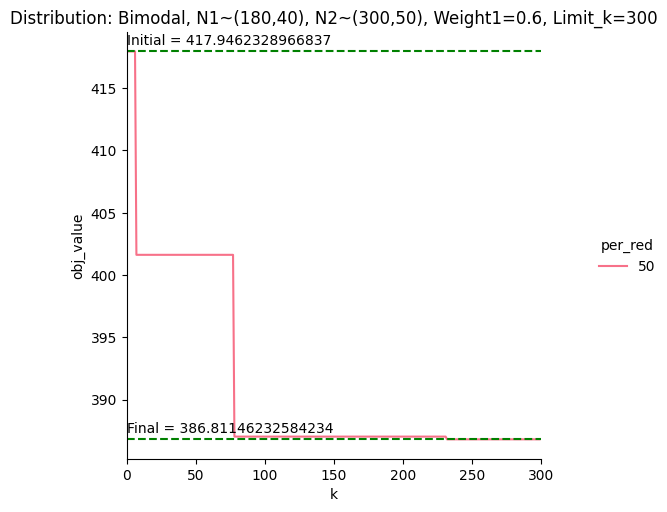 Distribution: Bimodal, N1~(180,40), N2~(300,50), Weight1=0.6, Limit_k=300
Initial = 417.9462328966837
415
410
405
400
395
390
obj_value
Final = 386.81146232584234
0 50 100 150 200 250 300
k
per_red
50